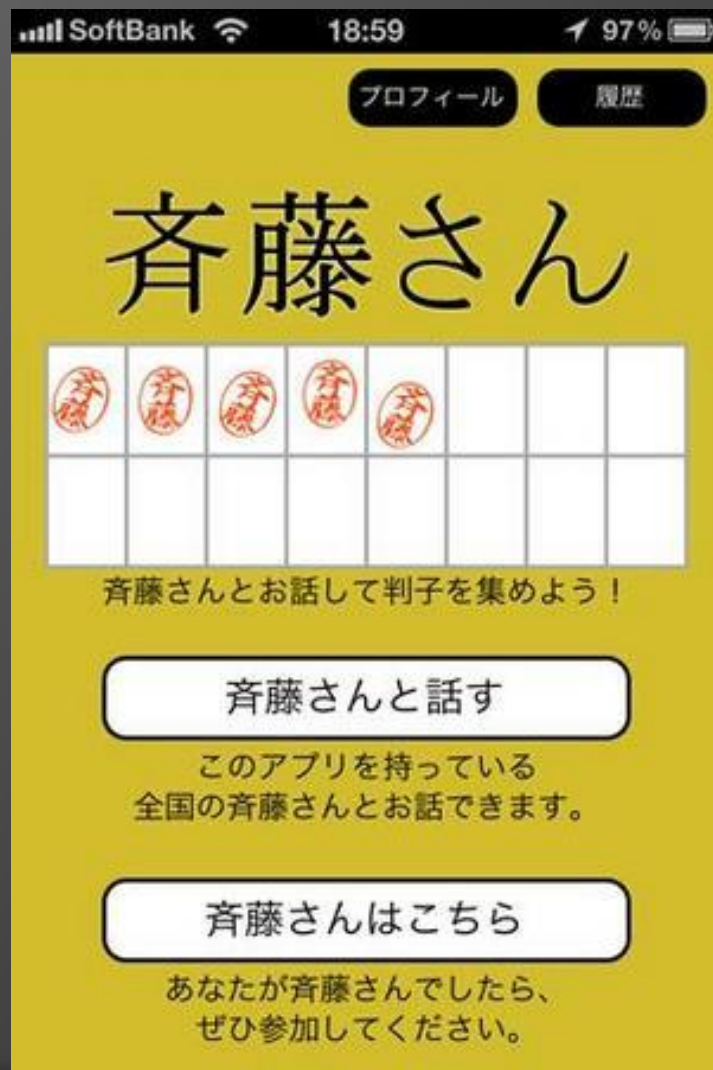 SoftBank 18:59 97%
プロフィール 履歴
斉藤さん
斉藤 斉藤 斉藤 斉藤 斉藤
斉藤さんとお話して判子を集めよう！
斉藤さんと話す
このアプリを持っている
全国の斉藤さんとお話できます。
斉藤さんはこちら
あなたが斉藤さんでしたら、
ぜひ参加してください。